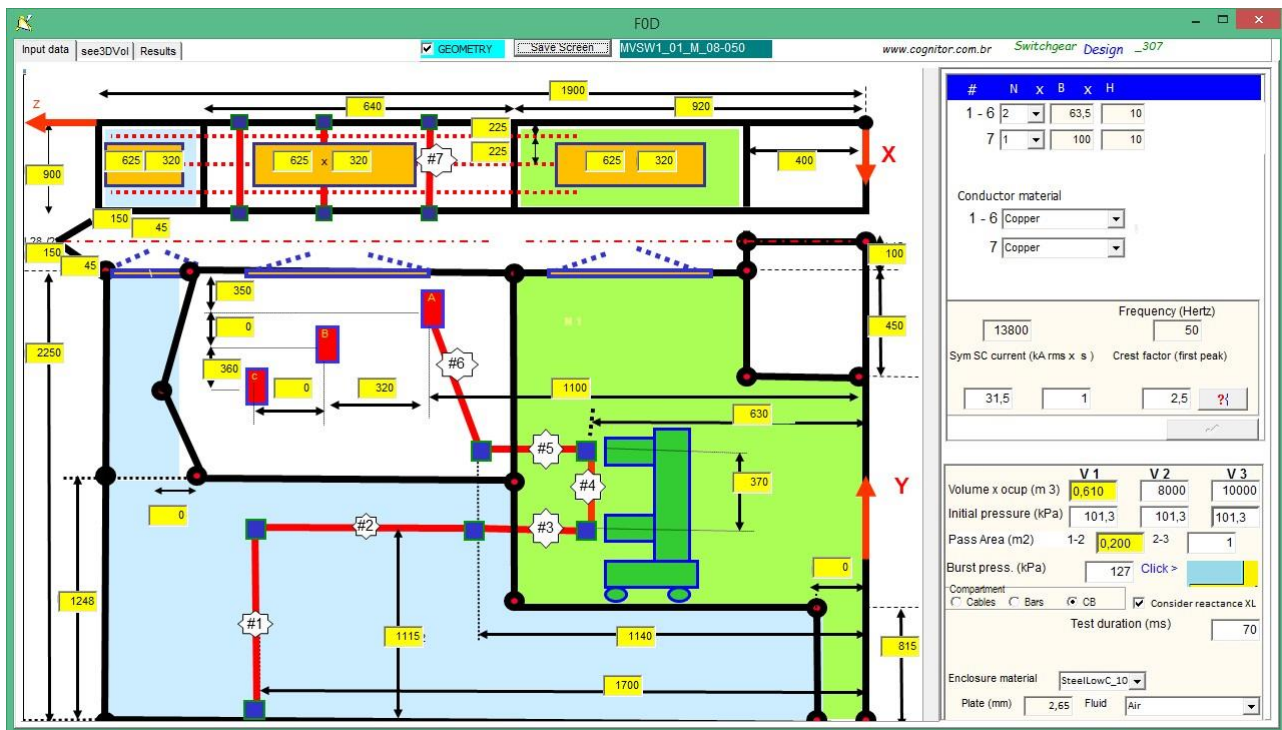 F0D
Input data see3DVol Results GEOMETRY Save Screen MVSW1_01_M_08-050 www.cognitor.com.br Switchgear Design _307
1900
Z 640 920
225
625 320 625 x 320 #7 225 625 320 400 X
900
150
45
150
45 100
350 A
0 B 450
2250 360 C #6
0 320 1100
630
#5
#4 370 Y
0
#2 #3
0
1248
#1 1115 1140 815
1700
# N x B x H
1 - 6 2 63,5 10
7 1 100 10
Conductor material
1 - 6 Copper
7 Copper
Frequency (Hertz)
13800 50
Sym SC current (kA rms x s ) Crest factor (first peak)
31,5 1 2,5 ?{
V 1 V 2 V 3
Volume x ocup (m 3) 0,610 8000 10000
Initial pressure (kPa) 101,3 101,3 101,3
Pass Area (m2) 1-2 0,200 2-3 1
Burst press. (kPa) 127 Click >
Compartment
Cables Bars CB Consider reactance XL
Test duration (ms) 70
Enclosure material SteelLowC_10
Plate (mm) 2,65 Fluid Air